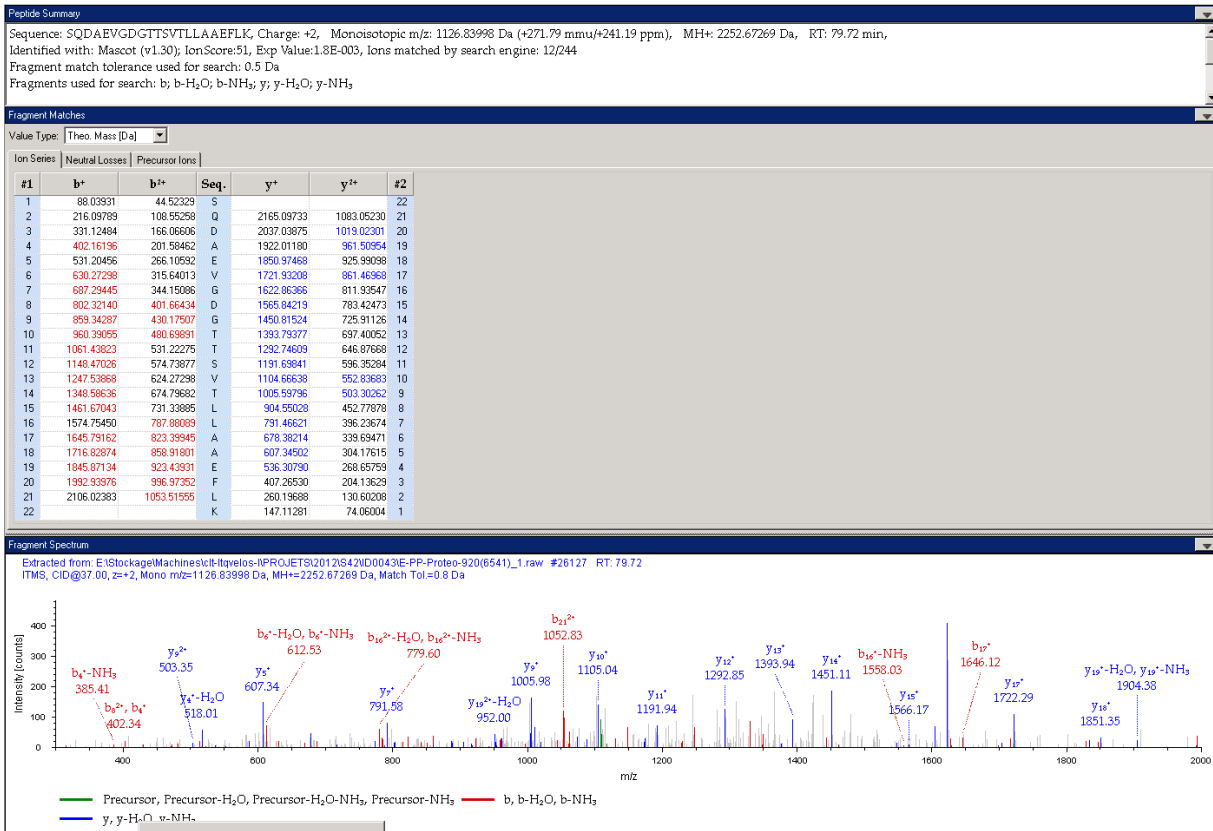 Peptide Summary
Sequence: SQDAEVGDGTTSVTLLAAEFLK, Charge: +2, Monoisotopic m/z: 1126.83998 Da (+271.79 mmu/+241.19 ppm), MH+: 2252.67269 Da, RT: 79.72 min,
Identified with: Mascot (v1.30); IonScore:51, Exp Value:1.8E-003, Ions matched by search engine: 12/244
Fragment match tolerance used for search: 0.5 Da
Fragments used for search: b; b-H₂O; b-NH₃; y; y-H₂O; y-NH₃
Fragment Matches
Value Type: Theo. Mass [Da]
Ion Series Neutral Losses Precursor Ions
#1 b⁺ b²⁺ Seq. y⁺ y²⁺ #2
1 88.03931 44.52329 S 22
2 216.09789 108.55258 Q 2165.09733 1083.05230 21
3 331.12484 166.06606 D 2037.03875 1019.02301 20
4 402.16196 201.58462 A 1922.01180 961.50954 19
5 531.20456 266.10592 E 1850.97468 925.99098 18
6 630.27298 315.64013 V 1721.93208 861.46968 17
7 687.29445 344.15086 G 1622.86366 811.93547 16
8 802.32140 401.66434 D 1565.84219 783.42473 15
9 859.34287 430.17507 G 1450.81524 725.91126 14
10 960.39055 480.69891 T 1393.79377 697.40052 13
11 1061.43823 531.22275 T 1292.74609 646.87668 12
12 1148.47026 574.73877 S 1191.69841 596.35284 11
13 1247.53868 624.27298 V 1104.66638 552.83683 10
14 1348.58636 674.79682 T 1005.59796 503.30262 9
15 1461.67043 731.33885 L 904.55028 452.77878 8
16 1574.75450 787.88089 L 791.46621 396.23674 7
17 1645.79162 823.39945 A 678.38214 339.69471 6
18 1716.82874 858.91801 A 607.34502 304.17615 5
19 1845.87134 923.43931 E 536.30790 268.65759 4
20 1992.93976 996.97352 F 407.26530 204.13629 3
21 2106.02383 1053.51555 L 260.19688 130.60208 2
22 K 147.11281 74.06004 1
Fragment Spectrum
Extracted from: E:\Stockage\Machines\clt-ltqvelos-l\PROJETS\2012\S42\ID0043\E-PP-Proteo-920(6541)_1.raw #26127 RT: 79.72
ITMS, CID@37.00, z=+2, Mono m/z=1126.83998 Da, MH+=2252.67269 Da, Match Tol.=0.8 Da
Intensity [counts]
400
300
200
100
0
b₄⁺-NH₃
385.41
b₈²⁺, b₄⁺
402.34
y₉²⁺
503.35
y₄⁺-H₂O
518.01
y₅⁺
607.34
b₆⁺-H₂O, b₆⁺-NH₃
612.53
b₁₆²⁺-H₂O, b₁₆²⁺-NH₃
779.60
y₇⁺
791.58
y₁₉²⁺-H₂O
952.00
y₉⁺
1005.98
b₂₁²⁺
1052.83
y₁₀⁺
1105.04
y₁₁⁺
1191.94
y₁₂⁺
1292.85
y₁₃⁺
1393.94
y₁₄⁺
1451.11
b₁₆⁺-NH₃
1558.03
y₁₅⁺
1566.17
b₁₇⁺
1646.12
y₁₇⁺
1722.29
y₁₈⁺
1851.35
y₁₉⁺-H₂O, y₁₉⁺-NH₃
1904.38
400 600 800 1000 1200 1400 1600 1800 2000
m/z
Precursor, Precursor-H₂O, Precursor-H₂O-NH₃, Precursor-NH₃ b, b-H₂O, b-NH₃
y, y-H₂O, y-NH₃